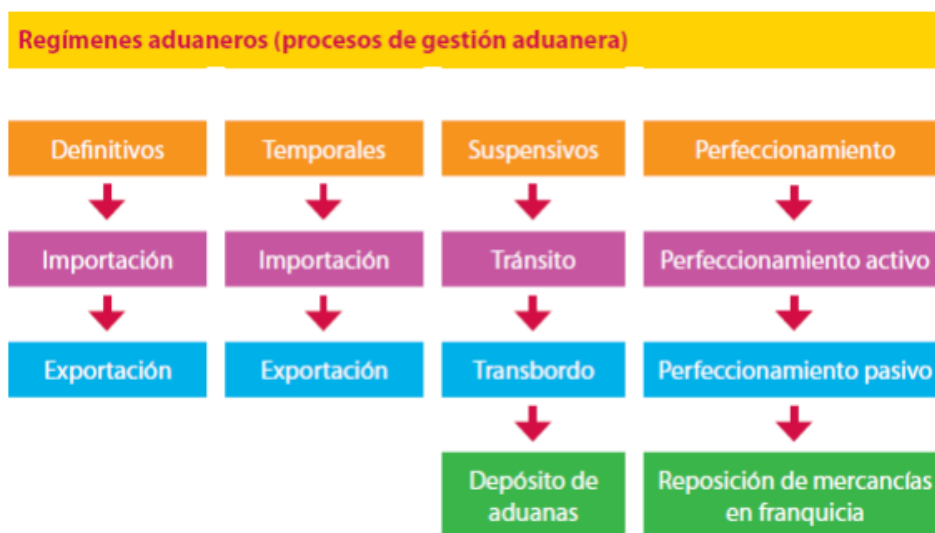 Regímenes aduaneros (procesos de gestión aduanera)
Definitivos
Temporales
Suspensivos
Perfeccionamiento
Importación
Importación
Tránsito
Perfeccionamiento activo
Exportación
Exportación
Transbordo
Perfeccionamiento pasivo
Depósito de
aduanas
Reposición de mercancías
en franquicia